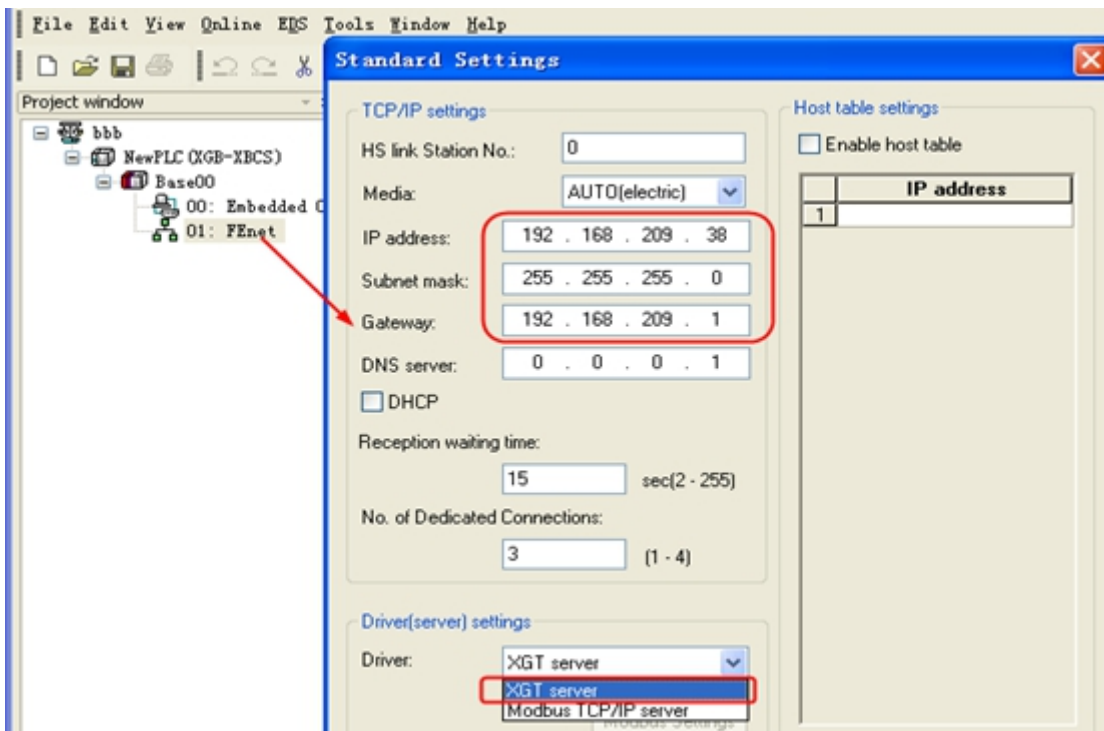 File Edit View Online EDS Tools Window Help
Project window
bbb
NewPLC (XGB-XBCS)
Base00
00: Embedded
01: FEnet
Standard Settings
TCP/IP settings
HS link Station No.: 0
Media: AUTO(electric)
IP address: 192 . 168 . 209 . 38
Subnet mask: 255 . 255 . 255 . 0
Gateway: 192 . 168 . 209 . 1
DNS server: 0 . 0 . 0 . 1
DHCP
Reception waiting time:
15 sec(2 - 255)
No. of Dedicated Connections:
3 (1 - 4)
Driver(server) settings
Driver: XGT server
XGT server
Modbus TCP/IP server
Modbus Settings
Host table settings
Enable host table
IP address
1